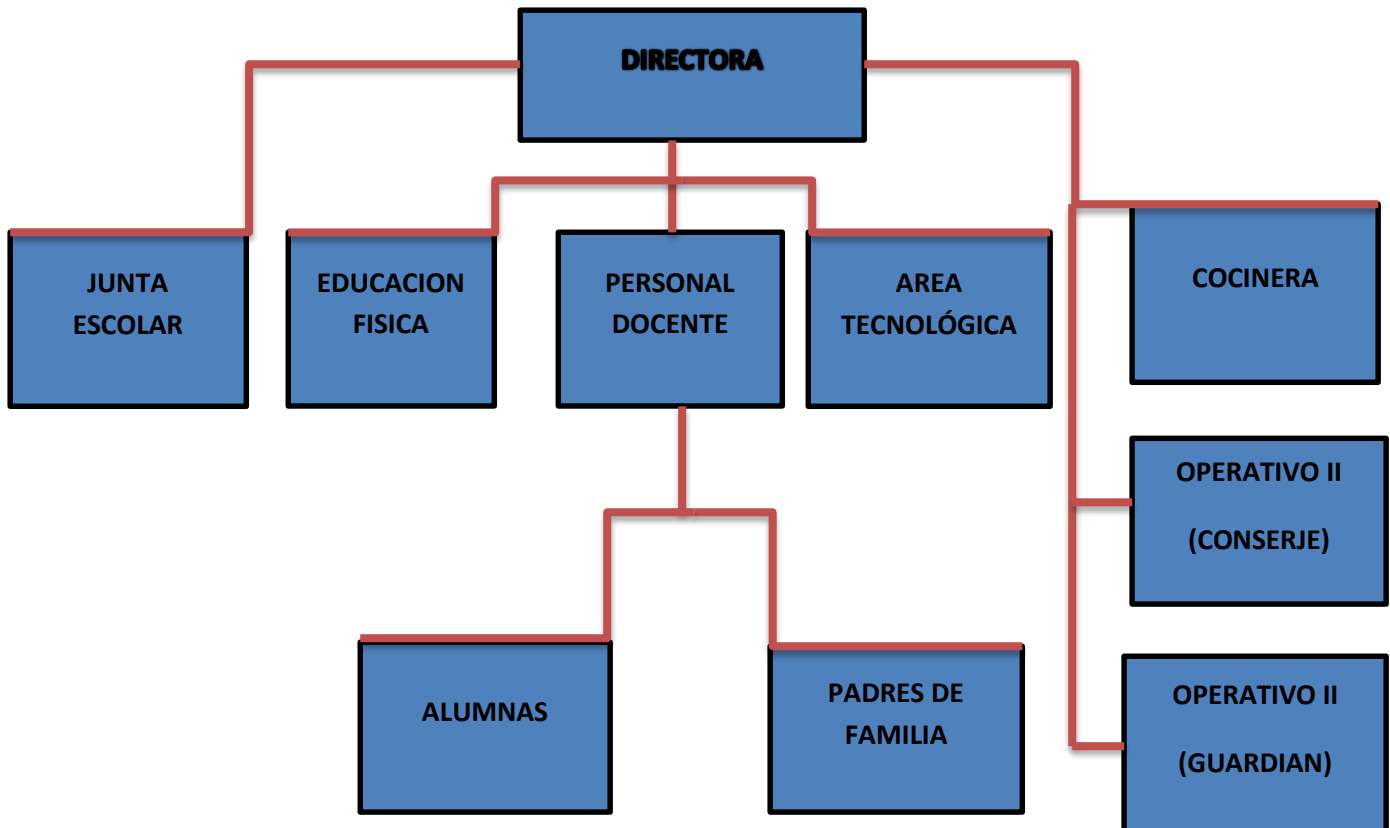 DIRECTORA
JUNTA
ESCOLAR
EDUCACION
FISICA
PERSONAL
DOCENTE
AREA
TECNOLÓGICA
COCINERA
OPERATIVO II
(CONSERJE)
ALUMNAS
PADRES DE
FAMILIA
OPERATIVO II
(GUARDIAN)